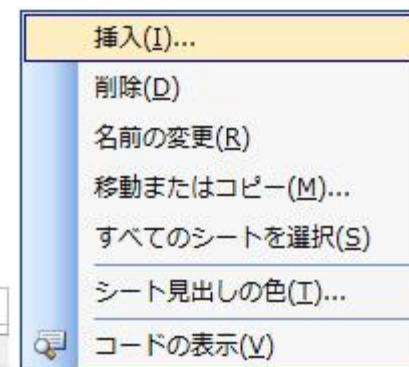 挿入(I)...
削除(D)
名前の変更(R)
移動またはコピー(M)...
すべてのシートを選択(S)
シート見出しの色(T)...
コードの表示(V)